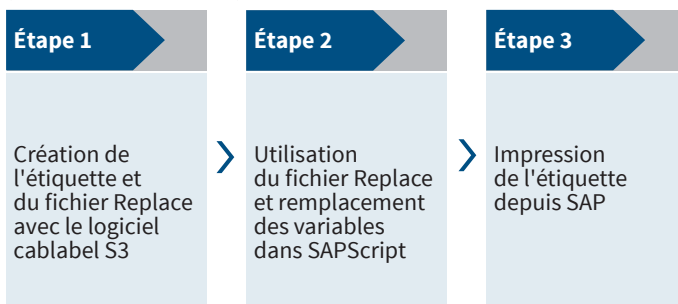 Étape 1
Création de
l'étiquette et
du fichier Replace
avec le logiciel
cablabel S3
Étape 2
Utilisation
du fichier Replace
et remplacement
des variables
dans SAPScript
Étape 3
Impression
de l'étiquette
depuis SAP